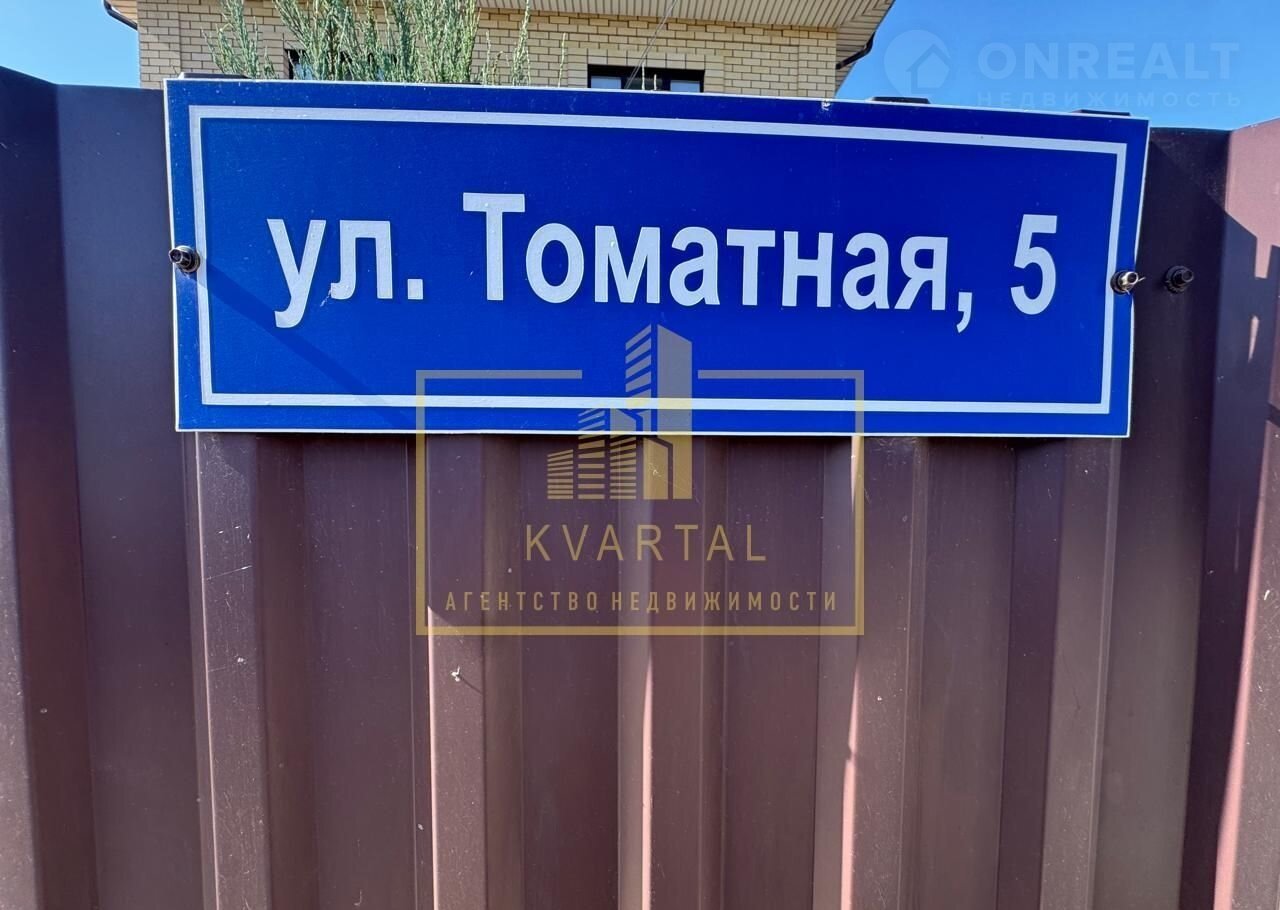 ONREALT
НЕДВИЖИМОСТЬ
ул. Томатная, 5
KVARTAL
АГЕНТСТВО НЕДВИЖИМОСТИ